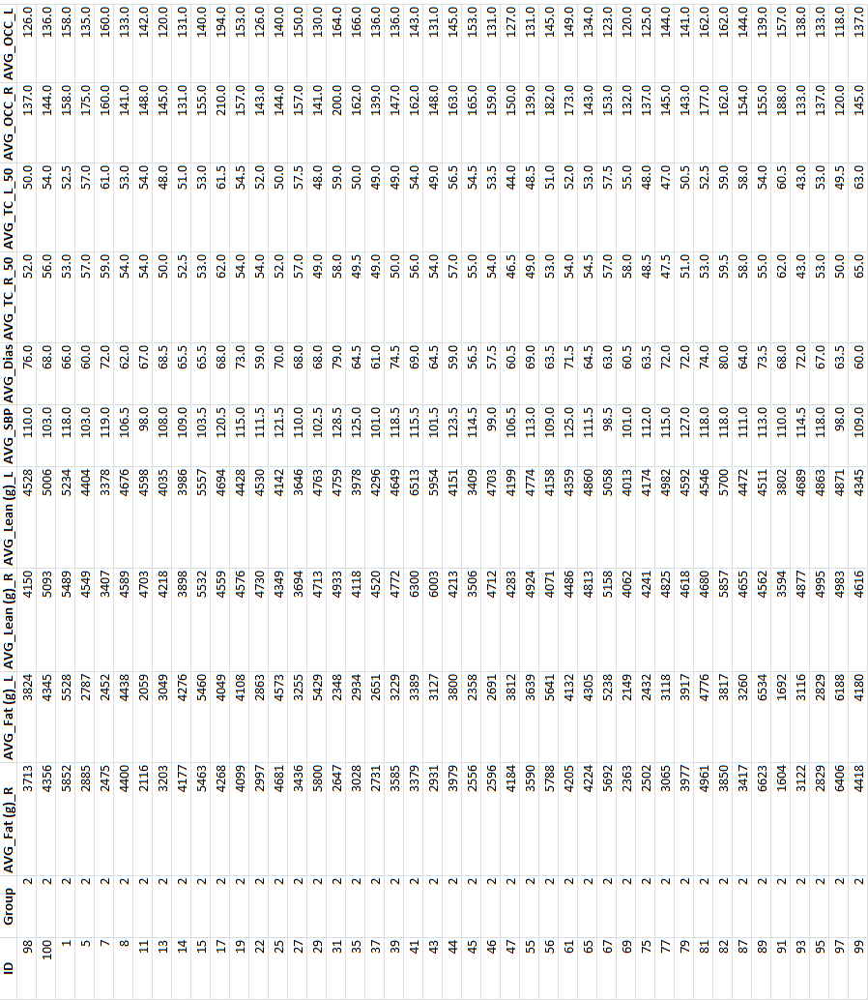 ID Group AVG_Fat (g)_R AVG_Fat (g)_L AVG_Lean (g)_R AVG_Lean (g)_L AVG_SBP AVG_Dias AVG_TC_R_50 AVG_TC_L_50 AVG_OCC_R AVG_OCC_L
98 2 3713 3824 4150 4528 110.0 76.0 52.0 50.0 137.0 126.0
100 2 4356 4345 5093 5006 103.0 68.0 56.0 54.0 144.0 136.0
1 2 5852 5528 5489 5234 118.0 66.0 53.0 52.5 158.0 158.0
5 2 2885 2787 4549 4404 103.0 60.0 57.0 57.0 175.0 135.0
7 2 2475 2452 3407 3378 119.0 72.0 59.0 61.0 160.0 160.0
8 2 4400 4438 4589 4676 106.5 62.0 54.0 53.0 141.0 133.0
11 2 2116 2059 4703 4598 98.0 67.0 54.0 54.0 148.0 142.0
13 2 3203 3049 4218 4035 108.0 68.5 50.0 48.0 145.0 120.0
14 2 4177 4276 3898 3986 109.0 65.5 52.5 51.0 131.0 131.0
15 2 5463 5460 5532 5557 103.5 65.5 53.0 53.0 155.0 140.0
17 2 4268 4049 4559 4694 120.5 68.0 62.0 61.5 210.0 194.0
19 2 4099 4108 4576 4428 115.0 73.0 54.0 54.5 157.0 153.0
22 2 2997 2863 4730 4530 111.5 59.0 54.0 52.0 143.0 126.0
25 2 4681 4573 4349 4142 121.5 70.0 52.0 50.0 144.0 140.0
27 2 3436 3255 3694 3646 110.0 68.0 57.0 57.5 157.0 150.0
29 2 5800 5429 4713 4763 102.5 68.0 49.0 48.0 141.0 130.0
31 2 2647 2348 4933 4759 128.5 79.0 58.0 59.0 200.0 164.0
35 2 3028 2934 4118 3978 125.0 64.5 49.5 50.0 162.0 166.0
37 2 2731 2651 4520 4296 101.0 61.0 49.0 49.0 139.0 136.0
39 2 3585 3229 4772 4649 118.5 74.5 50.0 49.0 147.0 136.0
41 2 3379 3389 6300 6513 115.5 69.0 56.0 54.0 162.0 143.0
43 2 2931 3127 6003 5954 101.5 64.5 54.0 49.0 148.0 131.0
44 2 3979 3800 4213 4151 123.5 59.0 57.0 56.5 163.0 145.0
45 2 2556 2358 3506 3409 114.5 56.5 55.0 54.5 165.0 153.0
46 2 2596 2691 4712 4703 99.0 57.5 54.0 53.5 159.0 153.0
47 2 4184 3812 4283 4199 106.5 60.5 46.5 44.0 150.0 127.0
55 2 3590 3639 4924 4774 113.0 69.0 49.0 48.5 139.0 131.0
56 2 5788 5641 4071 4158 109.0 63.5 53.0 51.0 182.0 145.0
61 2 4205 4132 4486 4359 125.0 71.5 54.0 52.0 173.0 149.0
65 2 4224 4305 4813 4860 111.5 64.5 54.5 53.0 143.0 134.0
67 2 5692 5238 5158 5058 98.5 63.0 57.0 57.5 153.0 123.0
69 2 2363 2149 4062 4013 101.0 60.5 58.0 55.0 132.0 120.0
75 2 2502 2432 4241 4174 112.0 63.5 48.5 48.0 137.0 125.0
77 2 3065 3118 4825 4982 115.0 72.0 47.5 47.0 145.0 144.0
79 2 3977 3917 4618 4592 127.0 72.0 51.0 50.5 143.0 141.0
81 2 4961 4776 4680 4546 118.0 74.0 53.0 52.5 177.0 162.0
82 2 3850 3817 5857 5700 118.0 80.0 59.5 59.0 162.0 162.0
87 2 3417 3260 4655 4472 111.0 64.0 58.0 58.0 154.0 144.0
89 2 6623 6534 4562 4511 113.0 73.5 55.0 54.0 155.0 139.0
91 2 1604 1692 3594 3802 110.0 68.0 62.0 60.5 188.0 157.0
93 2 3122 3116 4877 4689 114.5 72.0 43.0 43.0 133.0 138.0
95 2 2829 2829 4995 4863 118.0 67.0 53.0 53.0 137.0 133.0
97 2 6406 6188 4983 4871 98.0 63.5 50.0 49.5 120.0 118.0
99 2 4418 4180 4616 4345 109.0 60.0 65.0 63.0 145.0 137.0